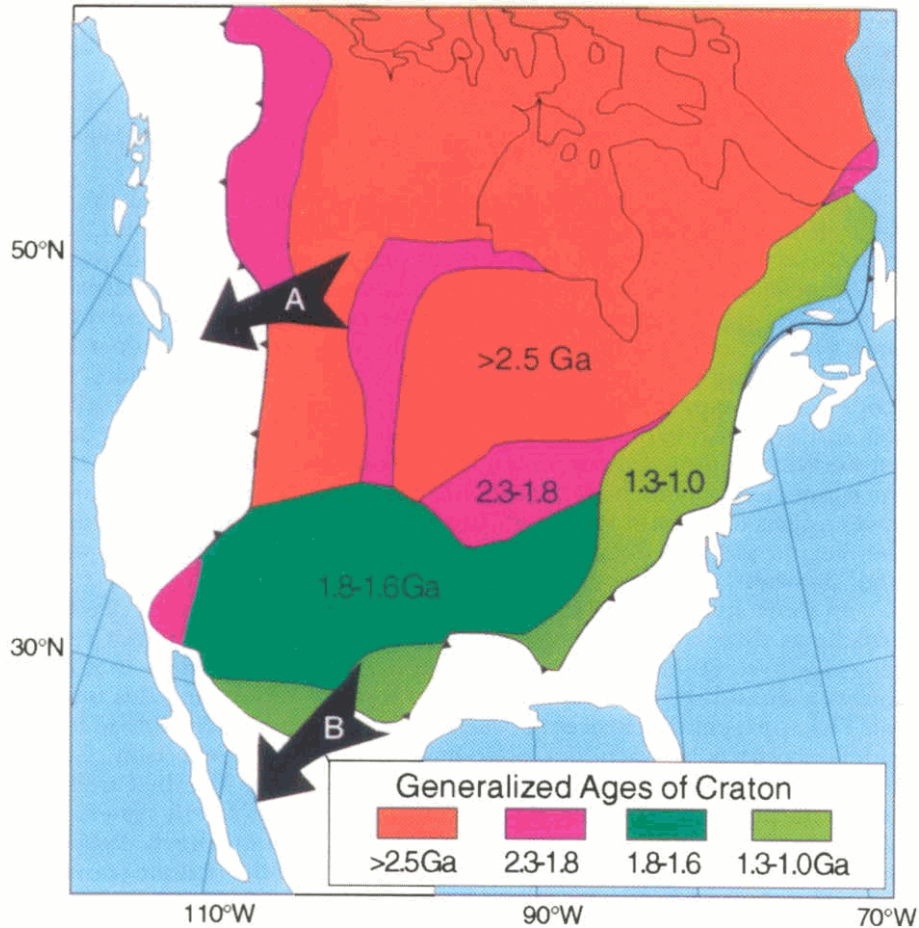 50°N
A
>2.5 Ga
2.3-1.8
1.3-1.0
1.8-1.6Ga
30°N
B
Generalized Ages of Craton
>2.5Ga 2.3-1.8 1.8-1.6 1.3-1.0Ga
110°W 90°W 70°W